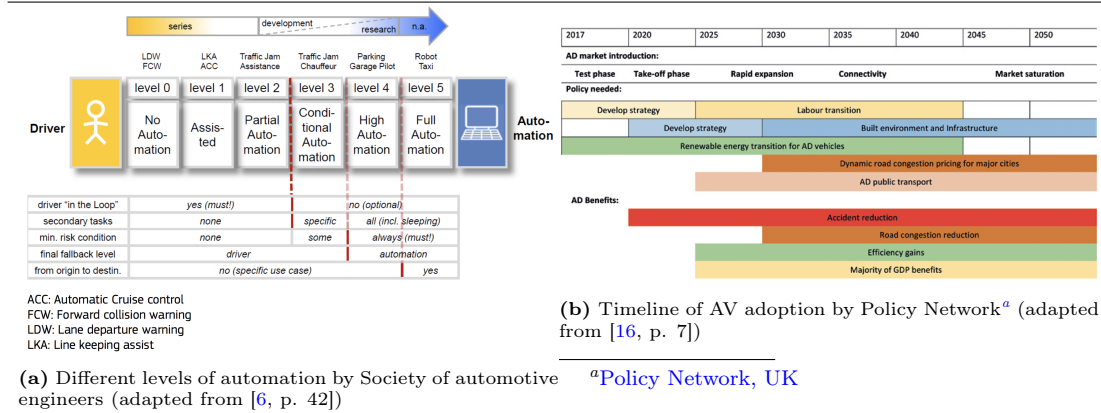 series
development
research
n.a.
LDW
FCW
LKA
ACC
Traffic Jam
Assistance
Traffic Jam
Chauffeur
Parking
Garage Pilot
Robot
Taxi
level 0
level 1
level 2
level 3
level 4
level 5
Driver
No
Auto-
mation
Assis-
ted
Partial
Auto-
mation
Condi-
tional
Auto-
mation
High
Auto-
mation
Full
Auto-
mation
Auto-
mation
driver "in the Loop" yes (must!) no (optional)
secondary tasks none specific all (incl. sleeping)
min. risk condition none some always (must!)
final fallback level driver automation
from origin to destin. no (specific use case) yes
ACC: Automatic Cruise control
FCW: Forward collision warning
LDW: Lane departure warning
LKA: Line keeping assist
(a) Different levels of automation by Society of automotive
engineers (adapted from [6, p. 42])
2017 2020 2025 2030 2035 2040 2045 2050
AD market introduction:
Test phase Take-off phase Rapid expansion Connectivity Market saturation
Policy needed:
Develop strategy Labour transition
Develop strategy Built environment and Infrastructure
Renewable energy transition for AD vehicles
Dynamic road congestion pricing for major cities
AD public transport
AD Benefits:
Accident reduction
Road congestion reduction
Efficiency gains
Majority of GDP benefits
(b) Timeline of AV adoption by Policy Network^a (adapted
from [16, p. 7])
^aPolicy Network, UK